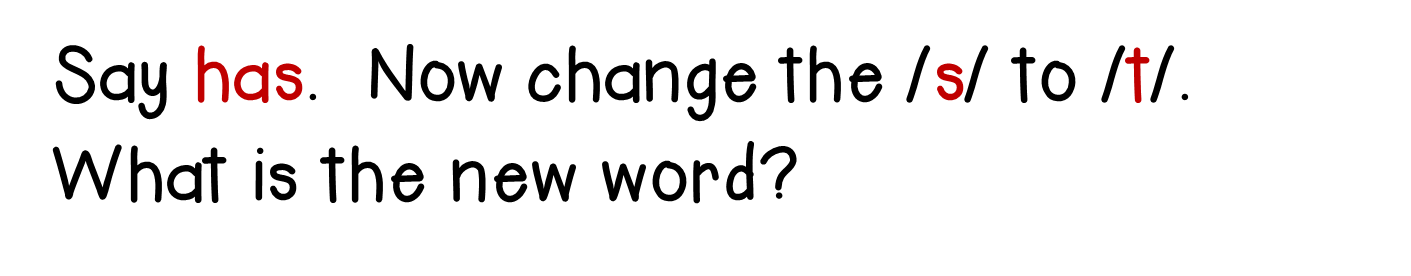 Say has. Now change the /s/ to /t/.
What is the new word?